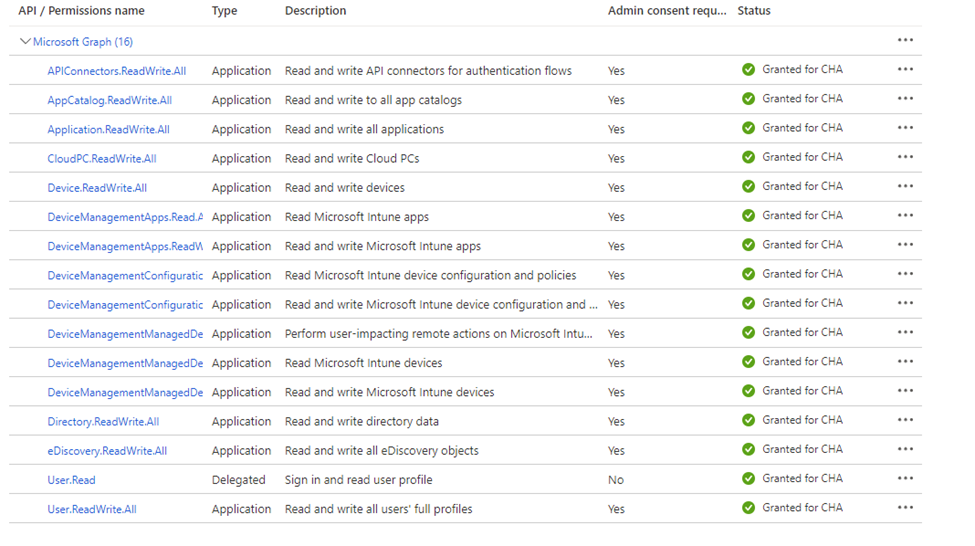 API / Permissions name Type Description Admin consent requ... Status
Microsoft Graph (16) ...
APIConnectors.ReadWrite.All Application Read and write API connectors for authentication flows Yes Granted for CHA ...
AppCatalog.ReadWrite.All Application Read and write to all app catalogs Yes Granted for CHA ...
Application.ReadWrite.All Application Read and write all applications Yes Granted for CHA ...
CloudPC.ReadWrite.All Application Read and write Cloud PCs Yes Granted for CHA ...
Device.ReadWrite.All Application Read and write devices Yes Granted for CHA ...
DeviceManagementApps.Read.A Application Read Microsoft Intune apps Yes Granted for CHA ...
DeviceManagementApps.ReadW Application Read and write Microsoft Intune apps Yes Granted for CHA ...
DeviceManagementConfiguratic Application Read Microsoft Intune device configuration and policies Yes Granted for CHA ...
DeviceManagementConfiguratic Application Read and write Microsoft Intune device configuration and ... Yes Granted for CHA ...
DeviceManagementManagedDe Application Perform user-impacting remote actions on Microsoft Intu... Yes Granted for CHA ...
DeviceManagementManagedDe Application Read Microsoft Intune devices Yes Granted for CHA ...
DeviceManagementManagedDe Application Read and write Microsoft Intune devices Yes Granted for CHA ...
Directory.ReadWrite.All Application Read and write directory data Yes Granted for CHA ...
eDiscovery.ReadWrite.All Application Read and write all eDiscovery objects Yes Granted for CHA ...
User.Read Delegated Sign in and read user profile No Granted for CHA ...
User.ReadWrite.All Application Read and write all users' full profiles Yes Granted for CHA ...